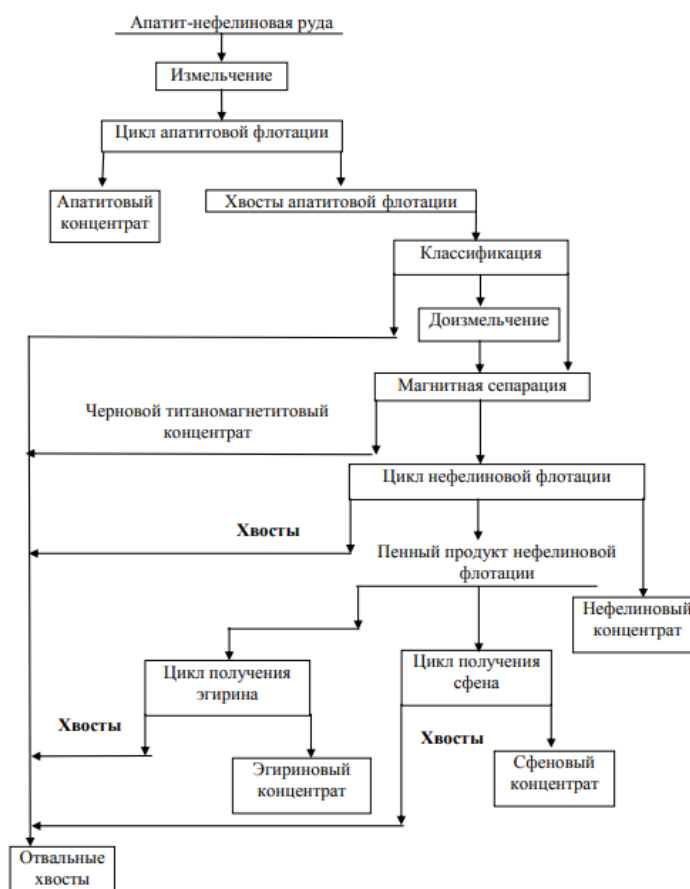 Апатит-нефелиновая руда
Измельчение
Цикл апатитовой флотации
Апатитовый
концентрат
Хвосты апатитовой флотации
Классификация
Доизмельчение
Магнитная сепарация
Черновой титаномагнетитовый
концентрат
Цикл нефелиновой флотации
Хвосты
Пенный продукт нефелиновой
флотации
Нефелиновый
концентрат
Цикл получения
эгирина
Цикл получения
сфена
Хвосты
Хвосты
Эгириновый
концентрат
Сфеновый
концентрат
Отвальные
хвосты